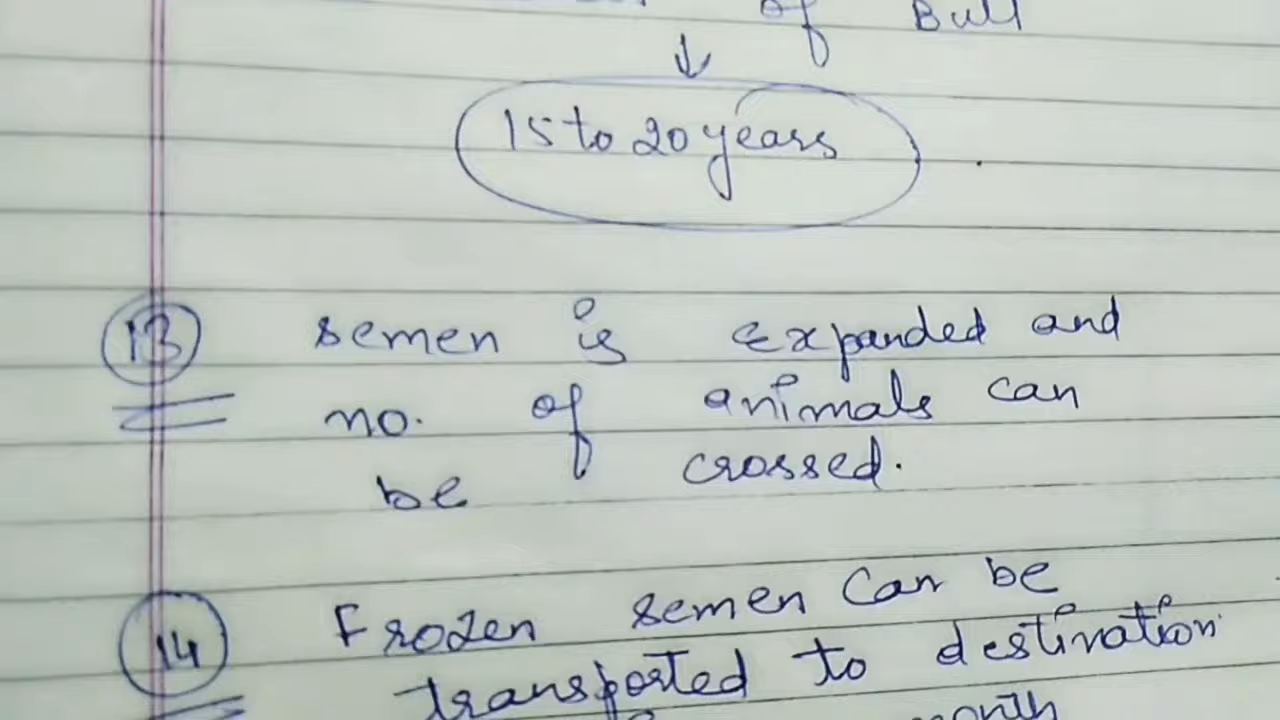 of Bull
↓
15 to 20 years
13 semen is expanded and
no. of animals can
be crossed.
14 Frozen semen can be
transported to destination
month